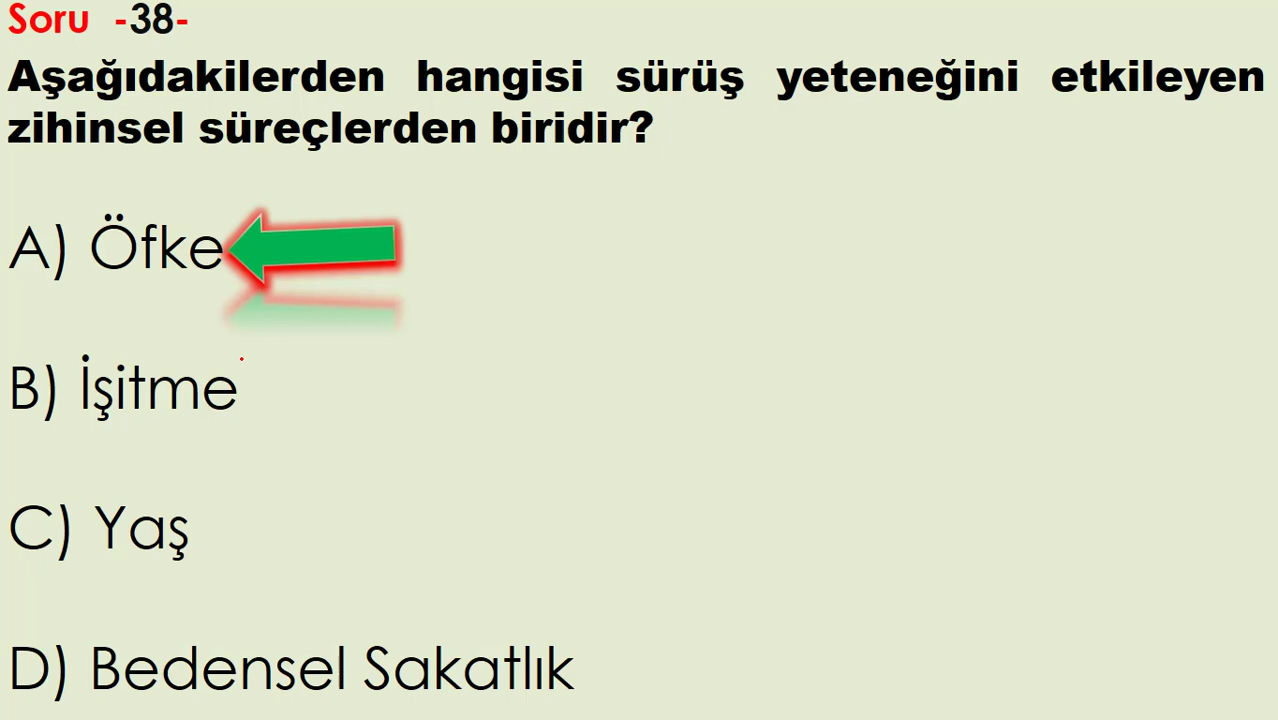 Soru -38-
Aşağıdakilerden hangisi sürüş yeteneğini etkileyen
zihinsel süreçlerden biridir?
A) Öfke
B) İşitme
C) Yaş
D) Bedensel Sakatlık